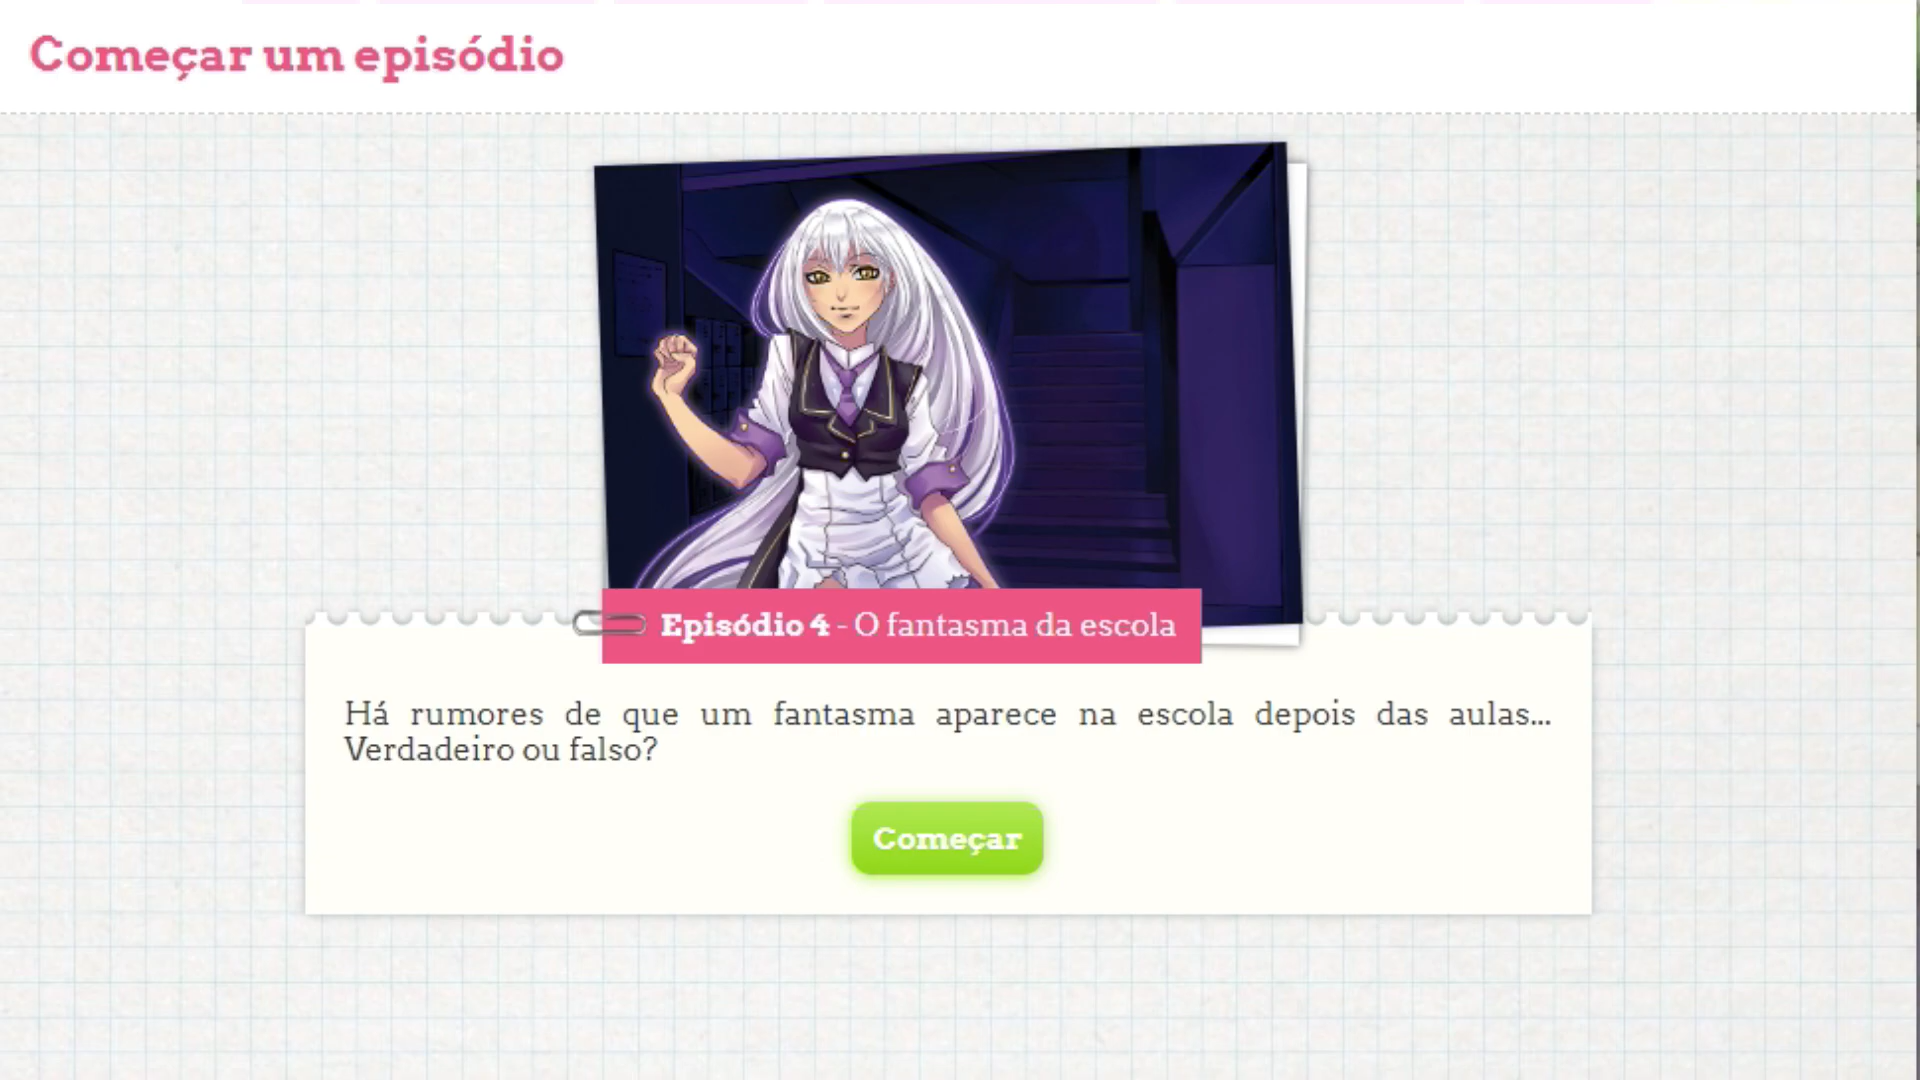 Começar um episódio
Episódio 4 - O fantasma da escola
Há rumores de que um fantasma aparece na escola depois das aulas...
Verdadeiro ou falso?
Começar